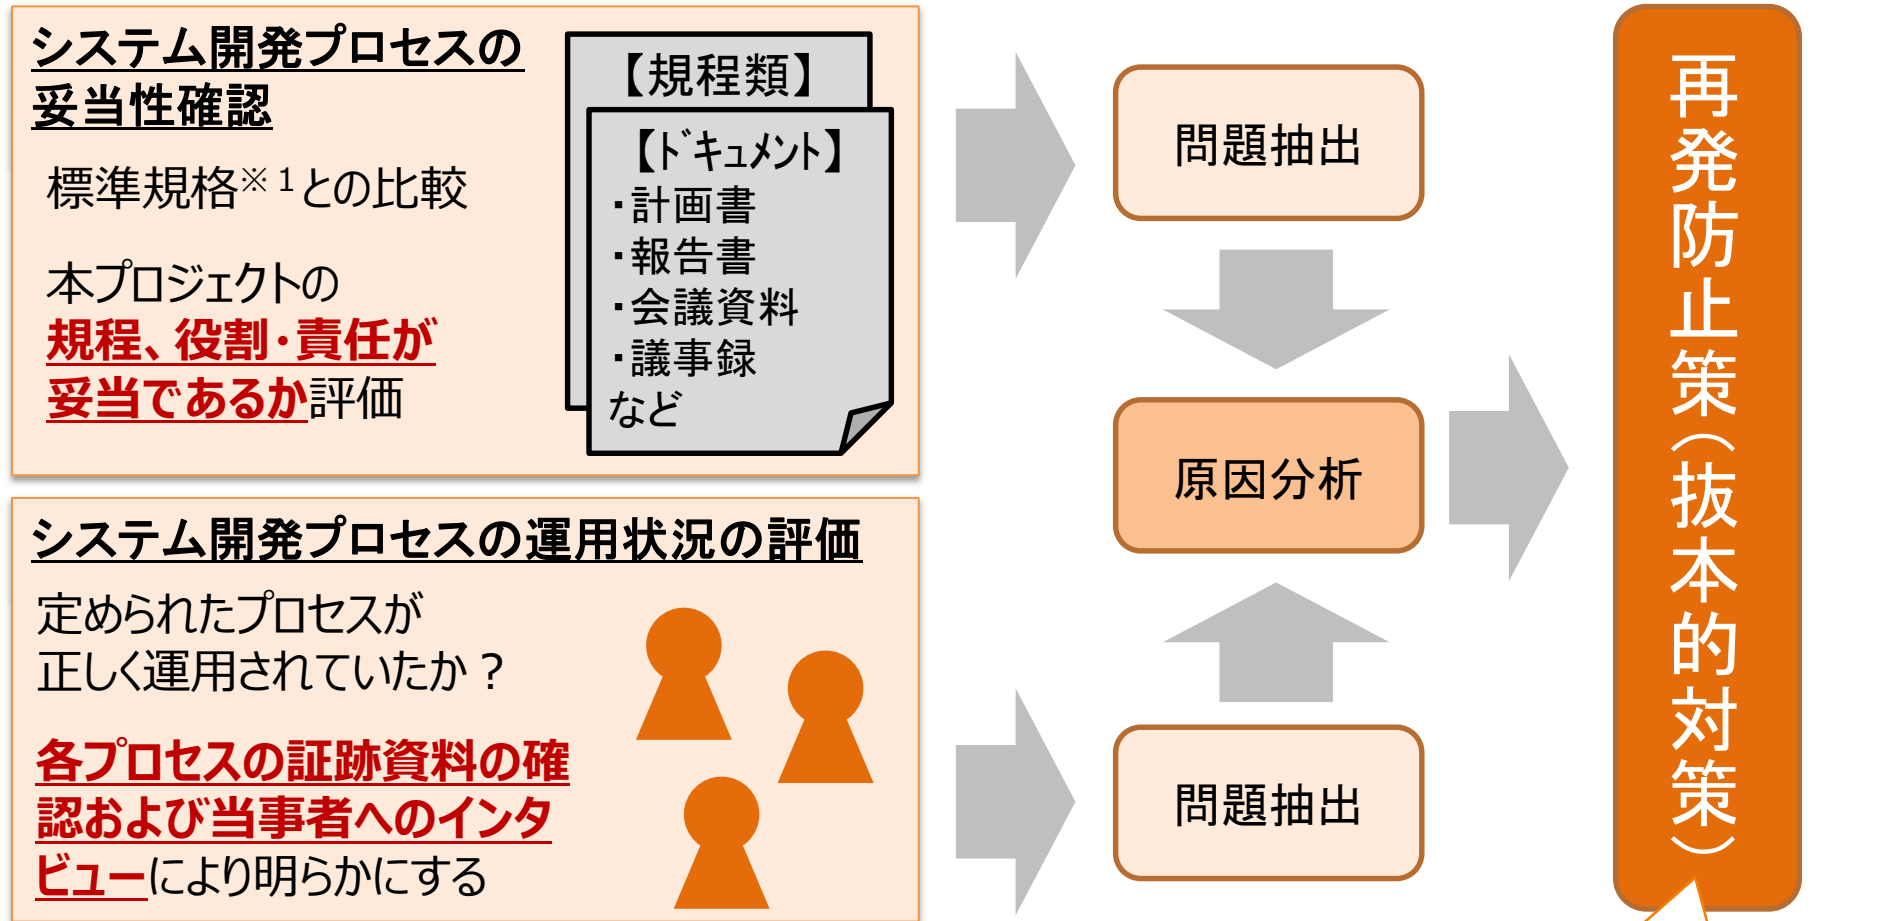 システム開発プロセスの
妥当性確認
標準規格※１との比較
本プロジェクトの
規程、役割・責任が
妥当であるか評価
【規程類】
【ドキュメント】
・計画書
・報告書
・会議資料
・議事録
など
システム開発プロセスの運用状況の評価
定められたプロセスが
正しく運用されていたか？
各プロセスの証跡資料の確
認および当事者へのインタ
ビューにより明らかにする
問題抽出
原因分析
問題抽出
再発防止策（抜本的対策）